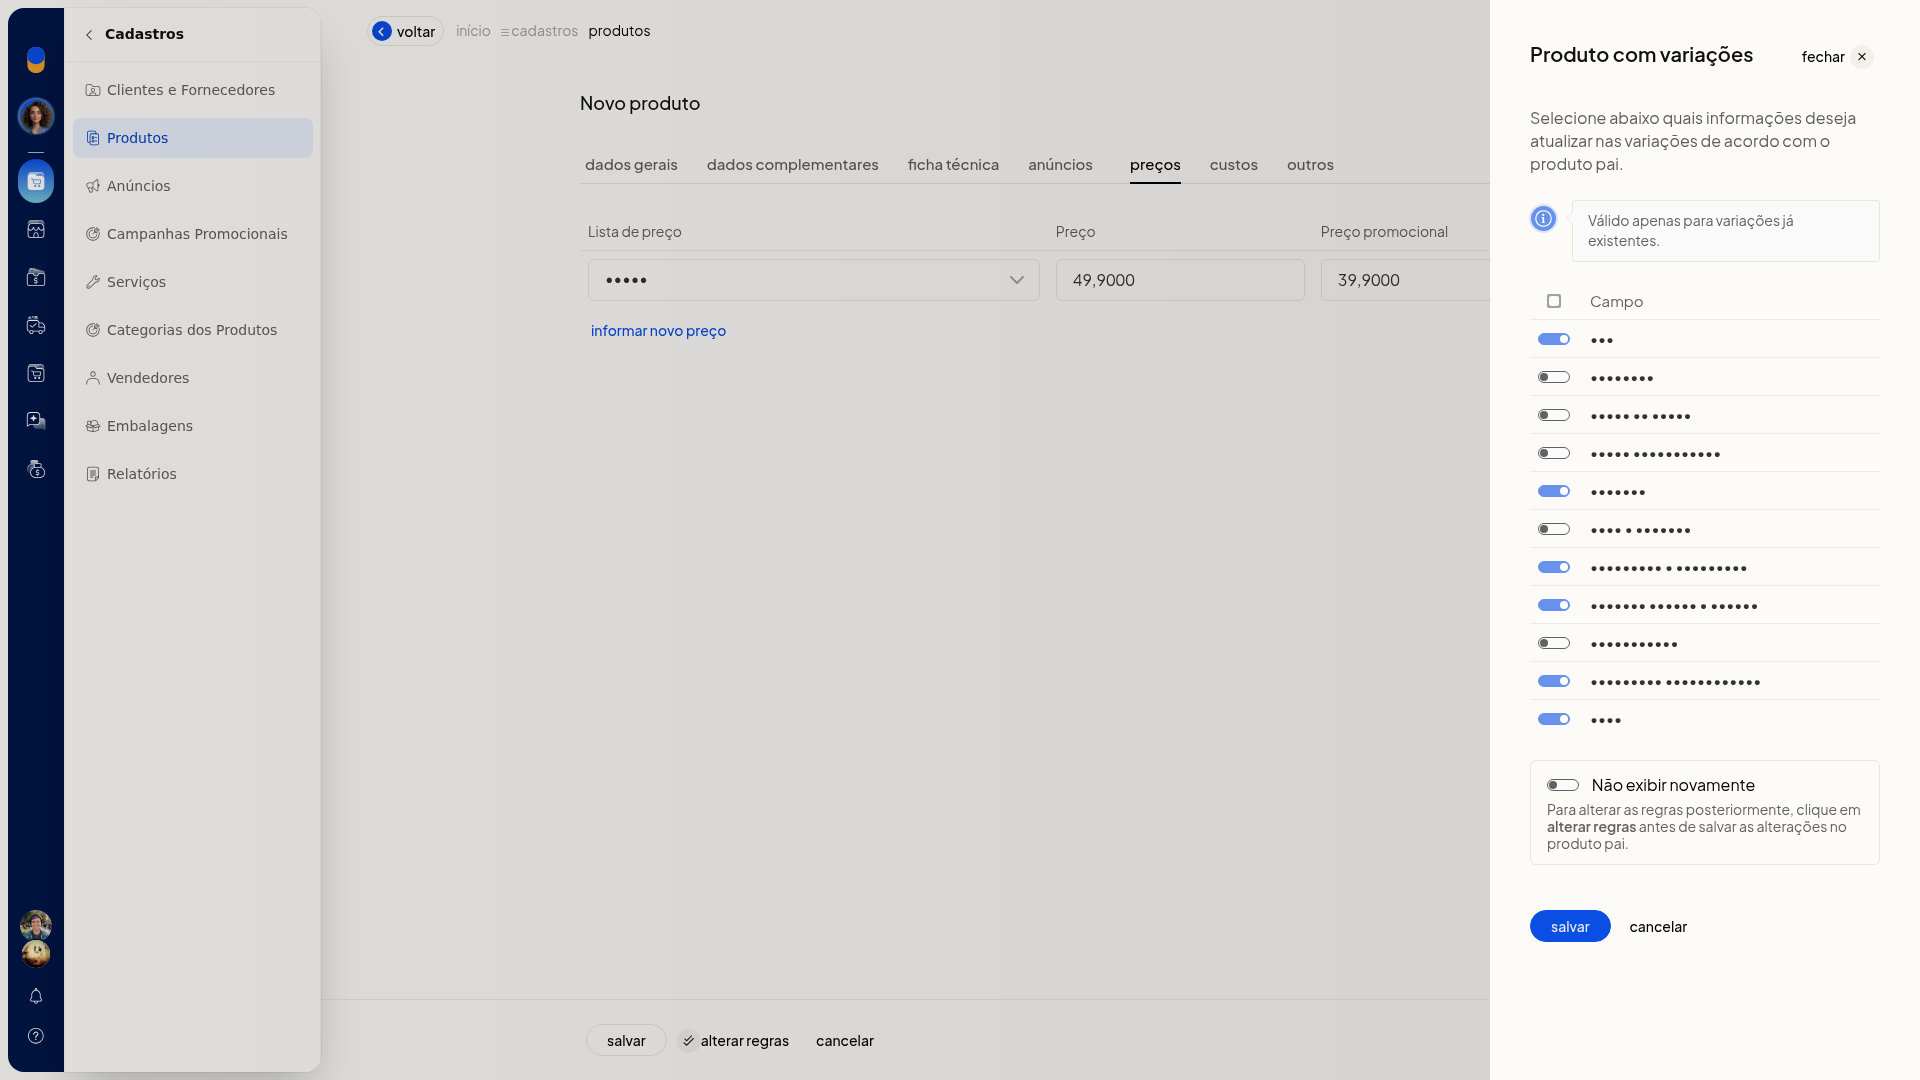 Cadastros
Clientes e Fornecedores
Produtos
Anúncios
Campanhas Promocionais
Serviços
Categorias dos Produtos
Vendedores
Embalagens
Relatórios
voltar início cadastros produtos
Novo produto
dados gerais dados complementares ficha técnica anúncios preços custos outros
Lista de preço Preço Preço promocional
••••• 49,9000 39,9000
informar novo preço
salvar alterar regras cancelar
Produto com variações fechar
Selecione abaixo quais informações deseja
atualizar nas variações de acordo com o
produto pai.
Válido apenas para variações já
existentes.
Campo
•••
••••••••
••••• •• •••••
••••• •••••••••••
•••••••
•••• • •••••••
••••••••• • •••••••••
••••••• •••••• • ••••••
•••••••••••
••••••••• ••••••••••••
••••
Não exibir novamente
Para alterar as regras posteriormente, clique em
alterar regras antes de salvar as alterações no
produto pai.
salvar cancelar